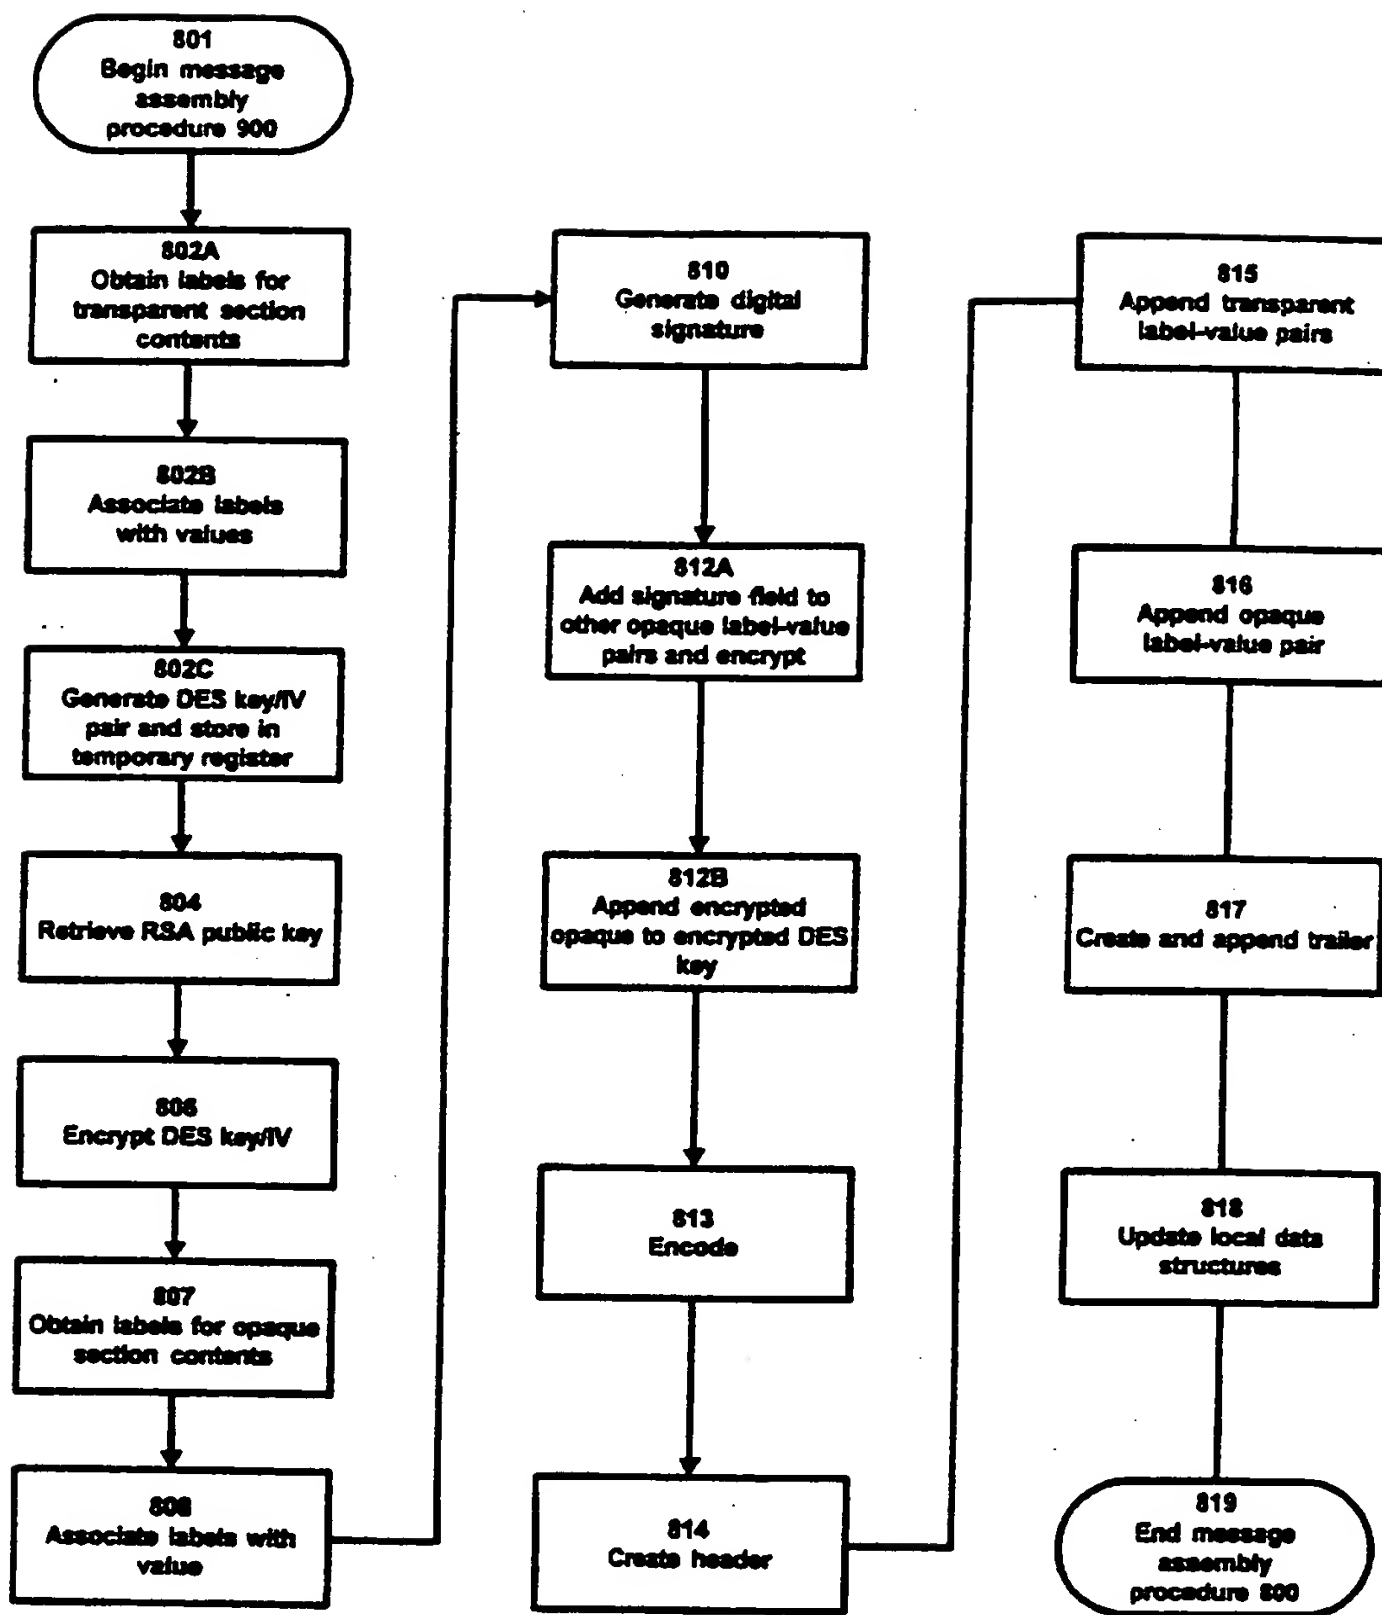 801
Begin message
assembly
procedure 900
802A
Obtain labels for
transparent section
contents
802B
Associate labels
with values
802C
Generate DES key/IV
pair and store in
temporary register
804
Retrieve RSA public key
806
Encrypt DES key/IV
807
Obtain labels for opaque
section contents
808
Associate labels with
value
810
Generate digital
signature
812A
Add signature field to
other opaque label-value
pairs and encrypt
812B
Append encrypted
opaque to encrypted DES
key
813
Encode
814
Create header
815
Append transparent
label-value pairs
816
Append opaque
label-value pair
817
Create and append trailer
818
Update local data
structures
819
End message
assembly
procedure 800